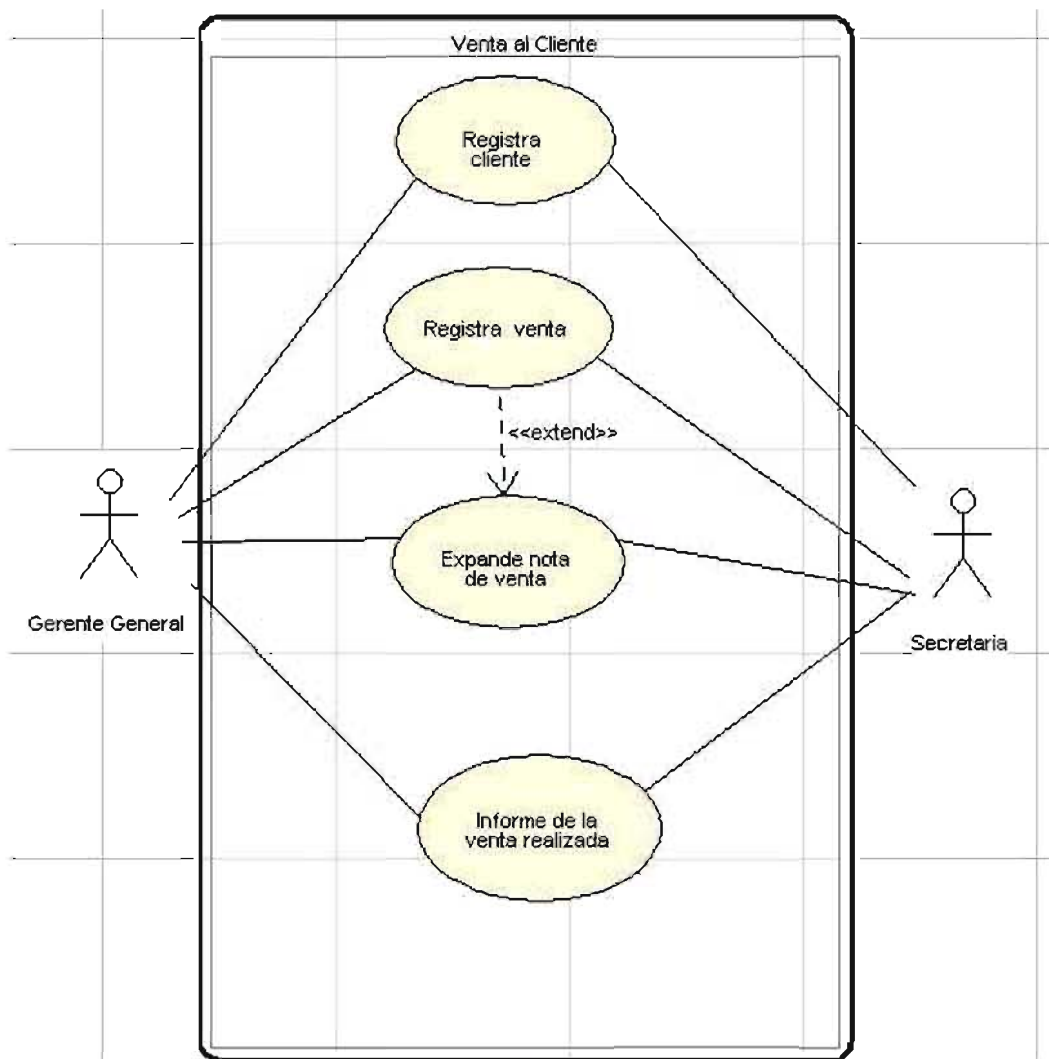 Venta al Cliente
Registra
cliente
Registra venta
<<extend>>
Expande nota
de venta
Gerente General
Secretaria
Informe de la
venta realizada